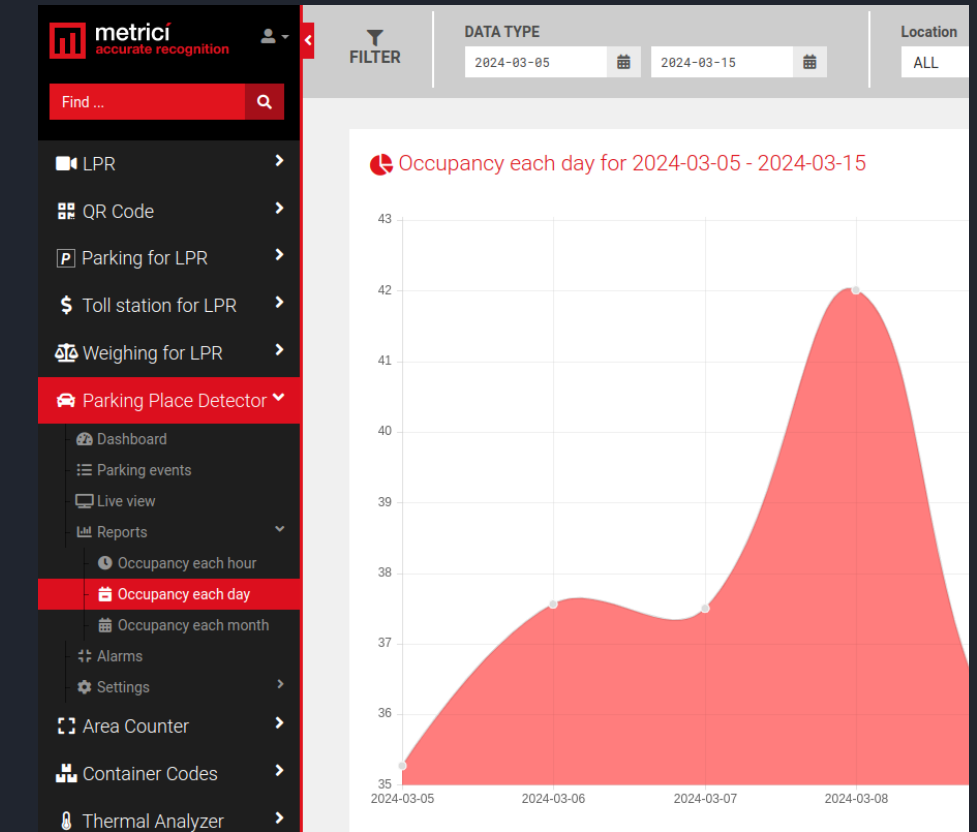 metrici
accurate recognition
Find ...
LPR
QR Code
P Parking for LPR
$ Toll station for LPR
Weighing for LPR
Parking Place Detector
Dashboard
Parking events
Live view
Reports
Occupancy each hour
Occupancy each day
Occupancy each month
Alarms
Settings
Area Counter
Container Codes
Thermal Analyzer
FILTER
DATA TYPE
2024-03-05
2024-03-15
Location
ALL
Occupancy each day for 2024-03-05 - 2024-03-15
43
42
41
40
39
38
37
36
35
2024-03-05 2024-03-06 2024-03-07 2024-03-08